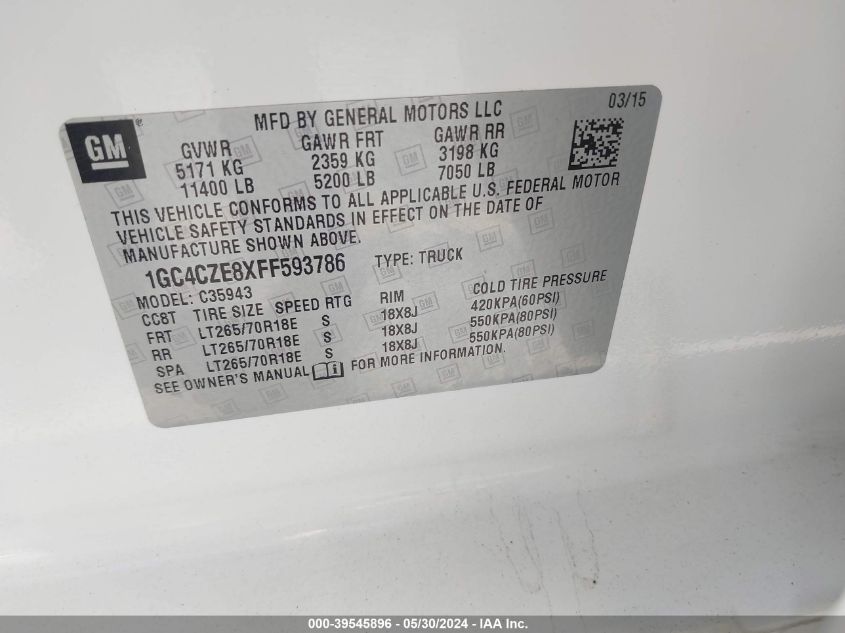 GM
MFD BY GENERAL MOTORS LLC
03/15
GVWR GAWR FRT GAWR RR
5171 KG 2359 KG 3198 KG
11400 LB 5200 LB 7050 LB
THIS VEHICLE CONFORMS TO ALL APPLICABLE U.S. FEDERAL MOTOR
VEHICLE SAFETY STANDARDS IN EFFECT ON THE DATE OF
MANUFACTURE SHOWN ABOVE.
1GC4CZE8XFF593786 TYPE: TRUCK
MODEL: C35943
CC8T TIRE SIZE SPEED RTG RIM COLD TIRE PRESSURE
FRT LT265/70R18E S 18X8J 420KPA(60PSI)
RR LT265/70R18E S 18X8J 550KPA(80PSI)
SPA LT265/70R18E S 18X8J 550KPA(80PSI)
SEE OWNER'S MANUAL FOR MORE INFORMATION.
000-39545896 - 05/30/2024 - IAA Inc.